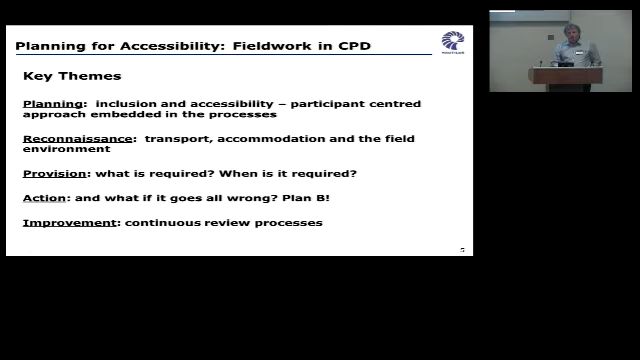 Planning for Accessibility: Fieldwork in CPD
Key Themes
Planning: inclusion and accessibility – participant centred
approach embedded in the processes
Reconnaissance: transport, accommodation and the field
environment
Provision: what is required? When is it required?
Action: and what if it goes all wrong? Plan B!
Improvement: continuous review processes
5